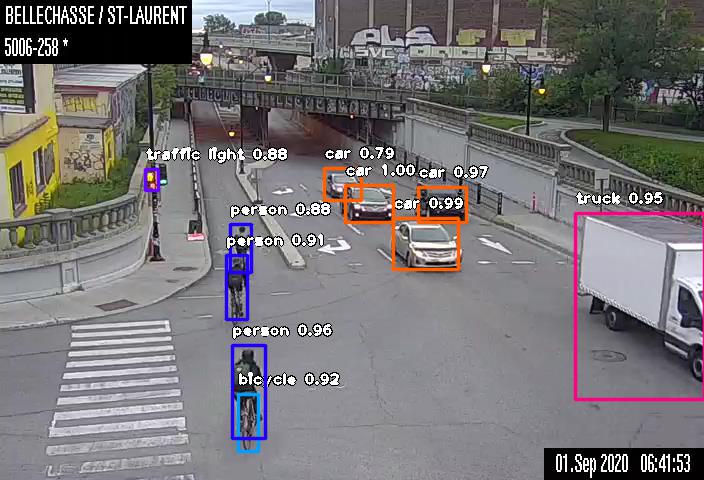 BELLECHASSE / ST-LAURENT
5006-258 *
traffic light 0.88
car 0.79
car 1.00
car 0.97
car 0.99
truck 0.95
person 0.88
person 0.91
person 0.96
bicycle 0.92
01.Sep 2020 06:41:53